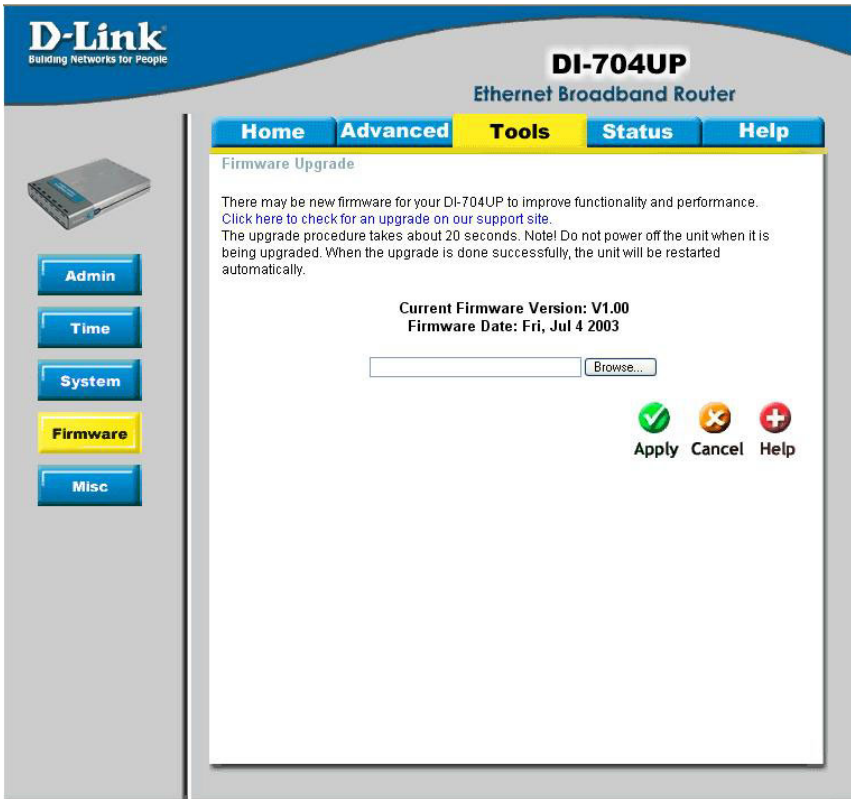 D-Link
Building Networks for People
DI-704UP
Ethernet Broadband Router
Home
Advanced
Tools
Status
Help
Admin
Time
System
Firmware
Misc
Firmware Upgrade
There may be new firmware for your DI-704UP to improve functionality and performance.
Click here to check for an upgrade on our support site.
The upgrade procedure takes about 20 seconds. Note! Do not power off the unit when it is
being upgraded. When the upgrade is done successfully, the unit will be restarted
automatically.
Current Firmware Version: V1.00
Firmware Date: Fri, Jul 4 2003
Browse...
Apply
Cancel
Help